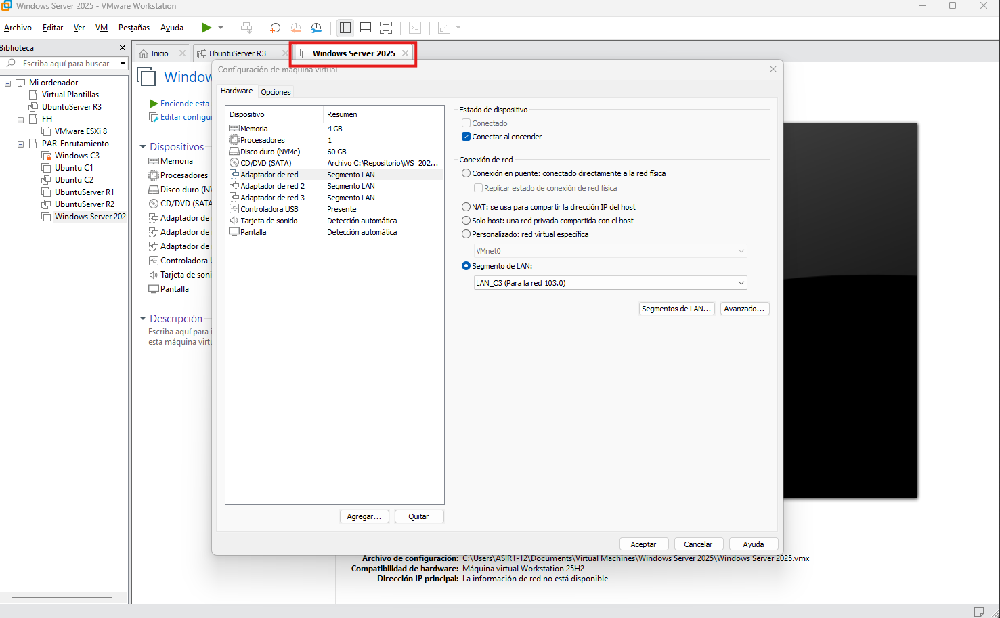 Windows Server 2025 - VMware Workstation
Archivo Editar Ver VM Pestañas Ayuda
Biblioteca
Escriba aquí para buscar
Mi ordenador
Virtual Plantillas
UbuntuServer R3
FH
VMware ESXi 8
PAR-Enrutamiento
Windows C3
Ubuntu C1
Ubuntu C2
UbuntuServer R1
UbuntuServer R2
Windows Server 202
Inicio
UbuntuServer R3
Windows Server 2025
Window
Enciende esta
Editar configu
Dispositivos
Memoria
Procesadores
Disco duro (NV
CD/DVD (SATA
Adaptador de
Adaptador de
Adaptador de
Controladora U
Tarjeta de soni
Pantalla
Descripción
Escriba aquí para i
esta máquina virtu
Configuración de máquina virtual
Hardware Opciones
Dispositivo Resumen
Memoria 4 GB
Procesadores 1
Disco duro (NVMe) 60 GB
CD/DVD (SATA) Archivo C:\Repositorio\WS_202...
Adaptador de red Segmento LAN
Adaptador de red 2 Segmento LAN
Adaptador de red 3 Segmento LAN
Controladora USB Presente
Tarjeta de sonido Detección automática
Pantalla Detección automática
Agregar... Quitar
Estado de dispositivo
Conectado
Conectar al encender
Conexión de red
Conexión en puente: conectado directamente a la red física
Replicar estado de conexión de red física
NAT: se usa para compartir la dirección IP del host
Solo host: una red privada compartida con el host
Personalizado: red virtual específica
VMnet0
Segmento de LAN:
LAN_C3 (Para la red 103.0)
Segmentos de LAN... Avanzado...
Aceptar Cancelar Ayuda
Archivo de configuración: C:\Users\ASIR1-12\Documents\Virtual Machines\Windows Server 2025\Windows Server 2025.vmx
Compatibilidad de hardware: Máquina virtual Workstation 25H2
Dirección IP principal: La información de red no está disponible